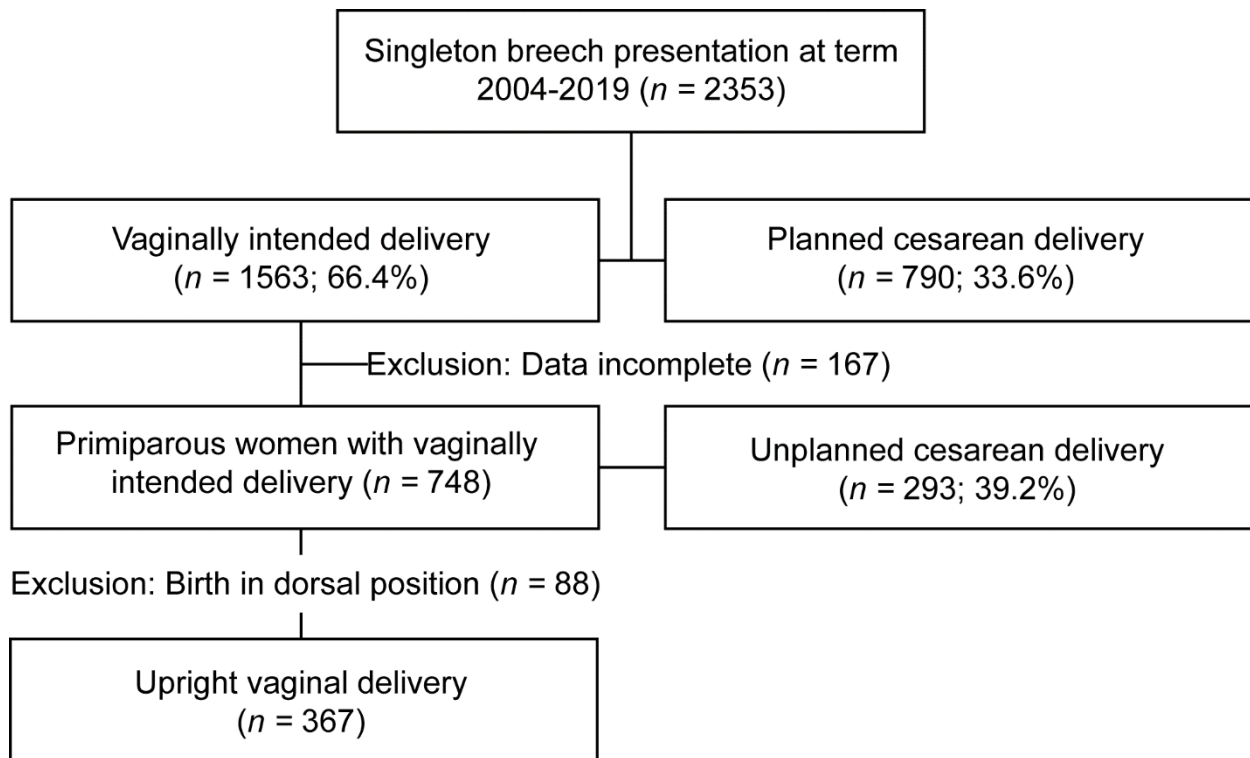 Singleton breech presentation at term
2004-2019 (n = 2353)
Vaginally intended delivery
(n = 1563; 66.4%)
Planned cesarean delivery
(n = 790; 33.6%)
Exclusion: Data incomplete (n = 167)
Primiparous women with vaginally
intended delivery (n = 748)
Unplanned cesarean delivery
(n = 293; 39.2%)
Exclusion: Birth in dorsal position (n = 88)
Upright vaginal delivery
(n = 367)